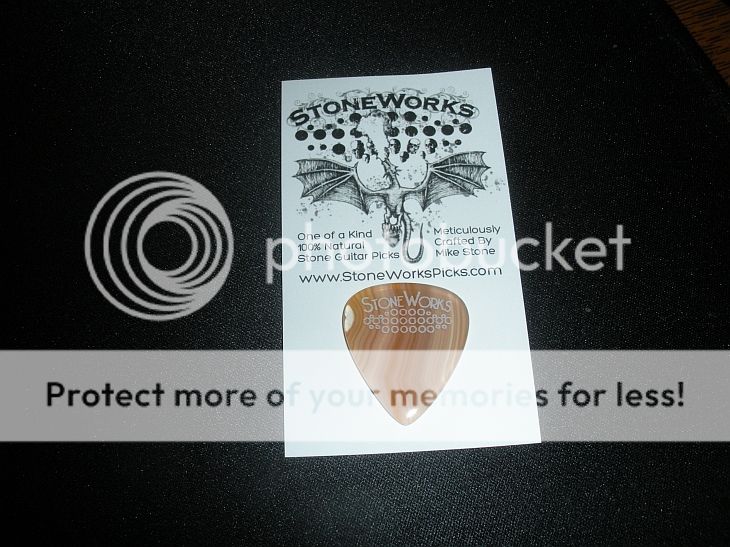 STONEWORKS
One of a Kind
100% Natural
Stone Guitar Picks
Meticulously
Crafted By
Mike Stone
www.StoneWorksPicks.com
STONEWORKS
photobucket
Protect more of your memories for less!